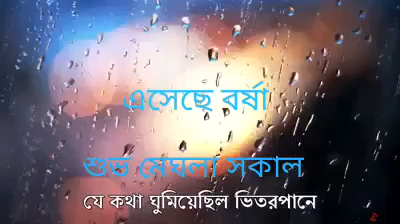 এসেছে বর্ষা
শুভ মেঘলা সকাল
যে কথা ঘুমিয়েছিল ভিতরপানে